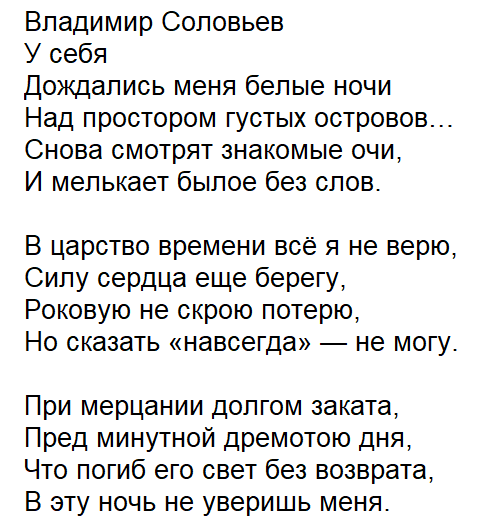 Владимир Соловьев
У себя
Дождались меня белые ночи
Над простором густых островов…
Снова смотрят знакомые очи,
И мелькает былое без слов.

В царство времени всё я не верю,
Силу сердца еще берегу,
Роковую не скрою потерю,
Но сказать «навсегда» — не могу.

При мерцании долгом заката,
Пред минутной дремотою дня,
Что погиб его свет без возврата,
В эту ночь не уверишь меня.